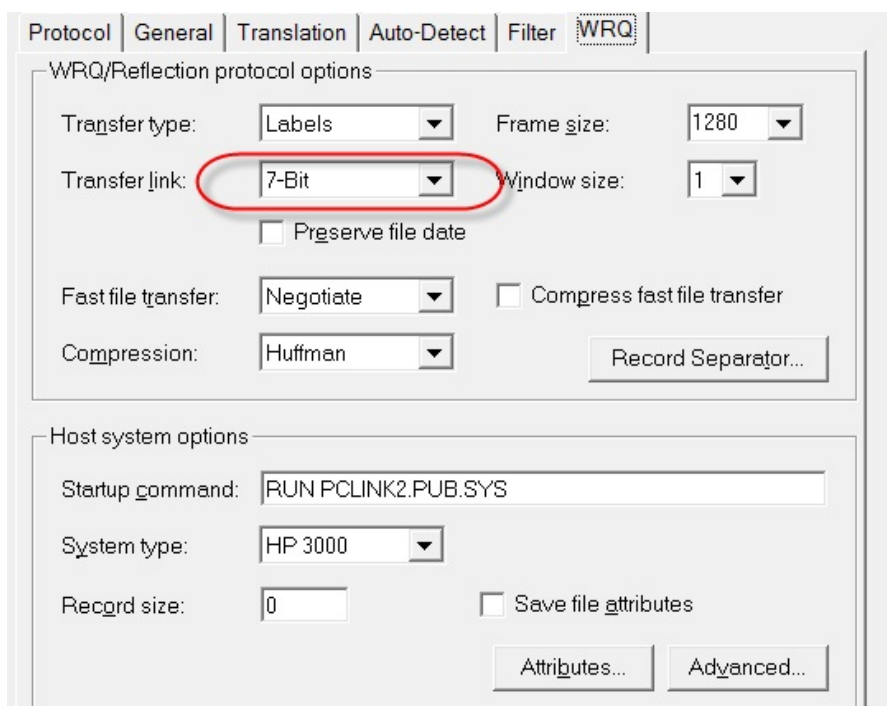 Protocol General Translation Auto-Detect Filter WRQ
WRQ/Reflection protocol options
Transfer type: Labels Frame size: 1280
Transfer link: 7-Bit Window size: 1
Preserve file date
Fast file transfer: Negotiate Compress fast file transfer
Compression: Huffman Record Separator...
Host system options
Startup command: RUN PCLINK2.PUB.SYS
System type: HP 3000
Record size: 0 Save file attributes
Attributes... Advanced...